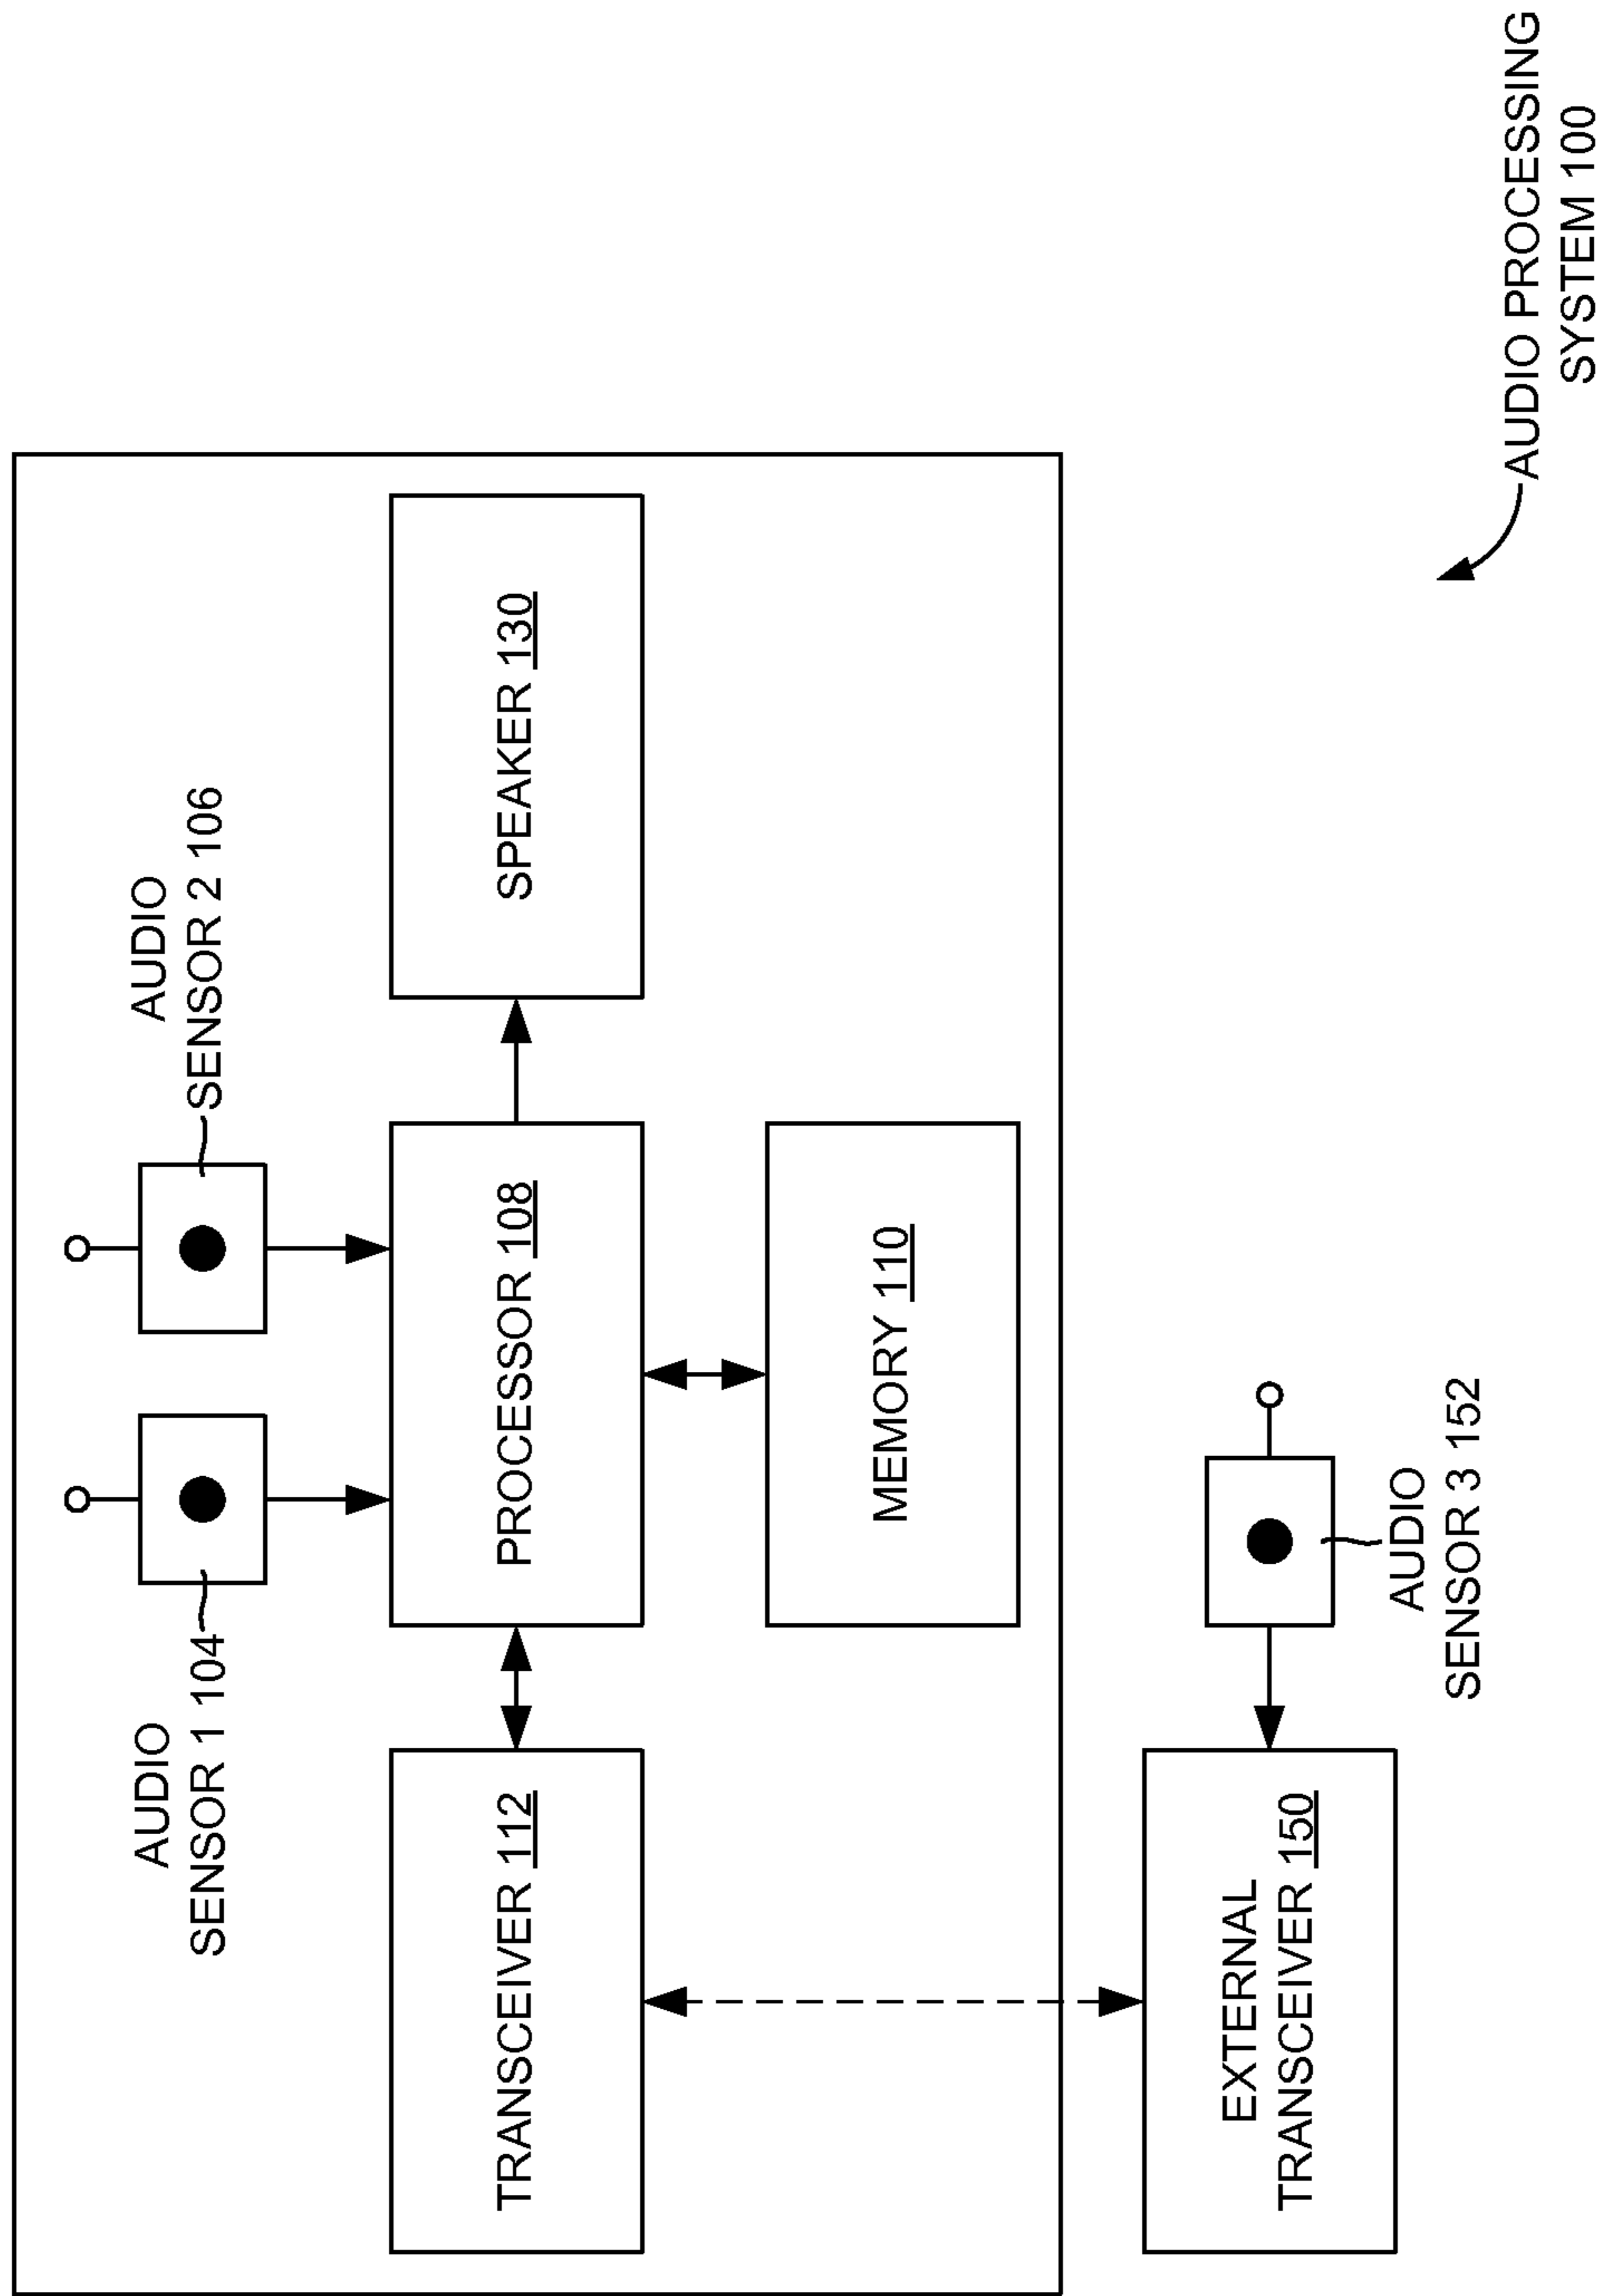 AUDIO
SENSOR 1 104
AUDIO
SENSOR 2 106
TRANSCEIVER 112
PROCESSOR 108
SPEAKER 130
MEMORY 110
EXTERNAL
TRANSCEIVER 150
AUDIO
SENSOR 3 152
AUDIO PROCESSING
SYSTEM 100